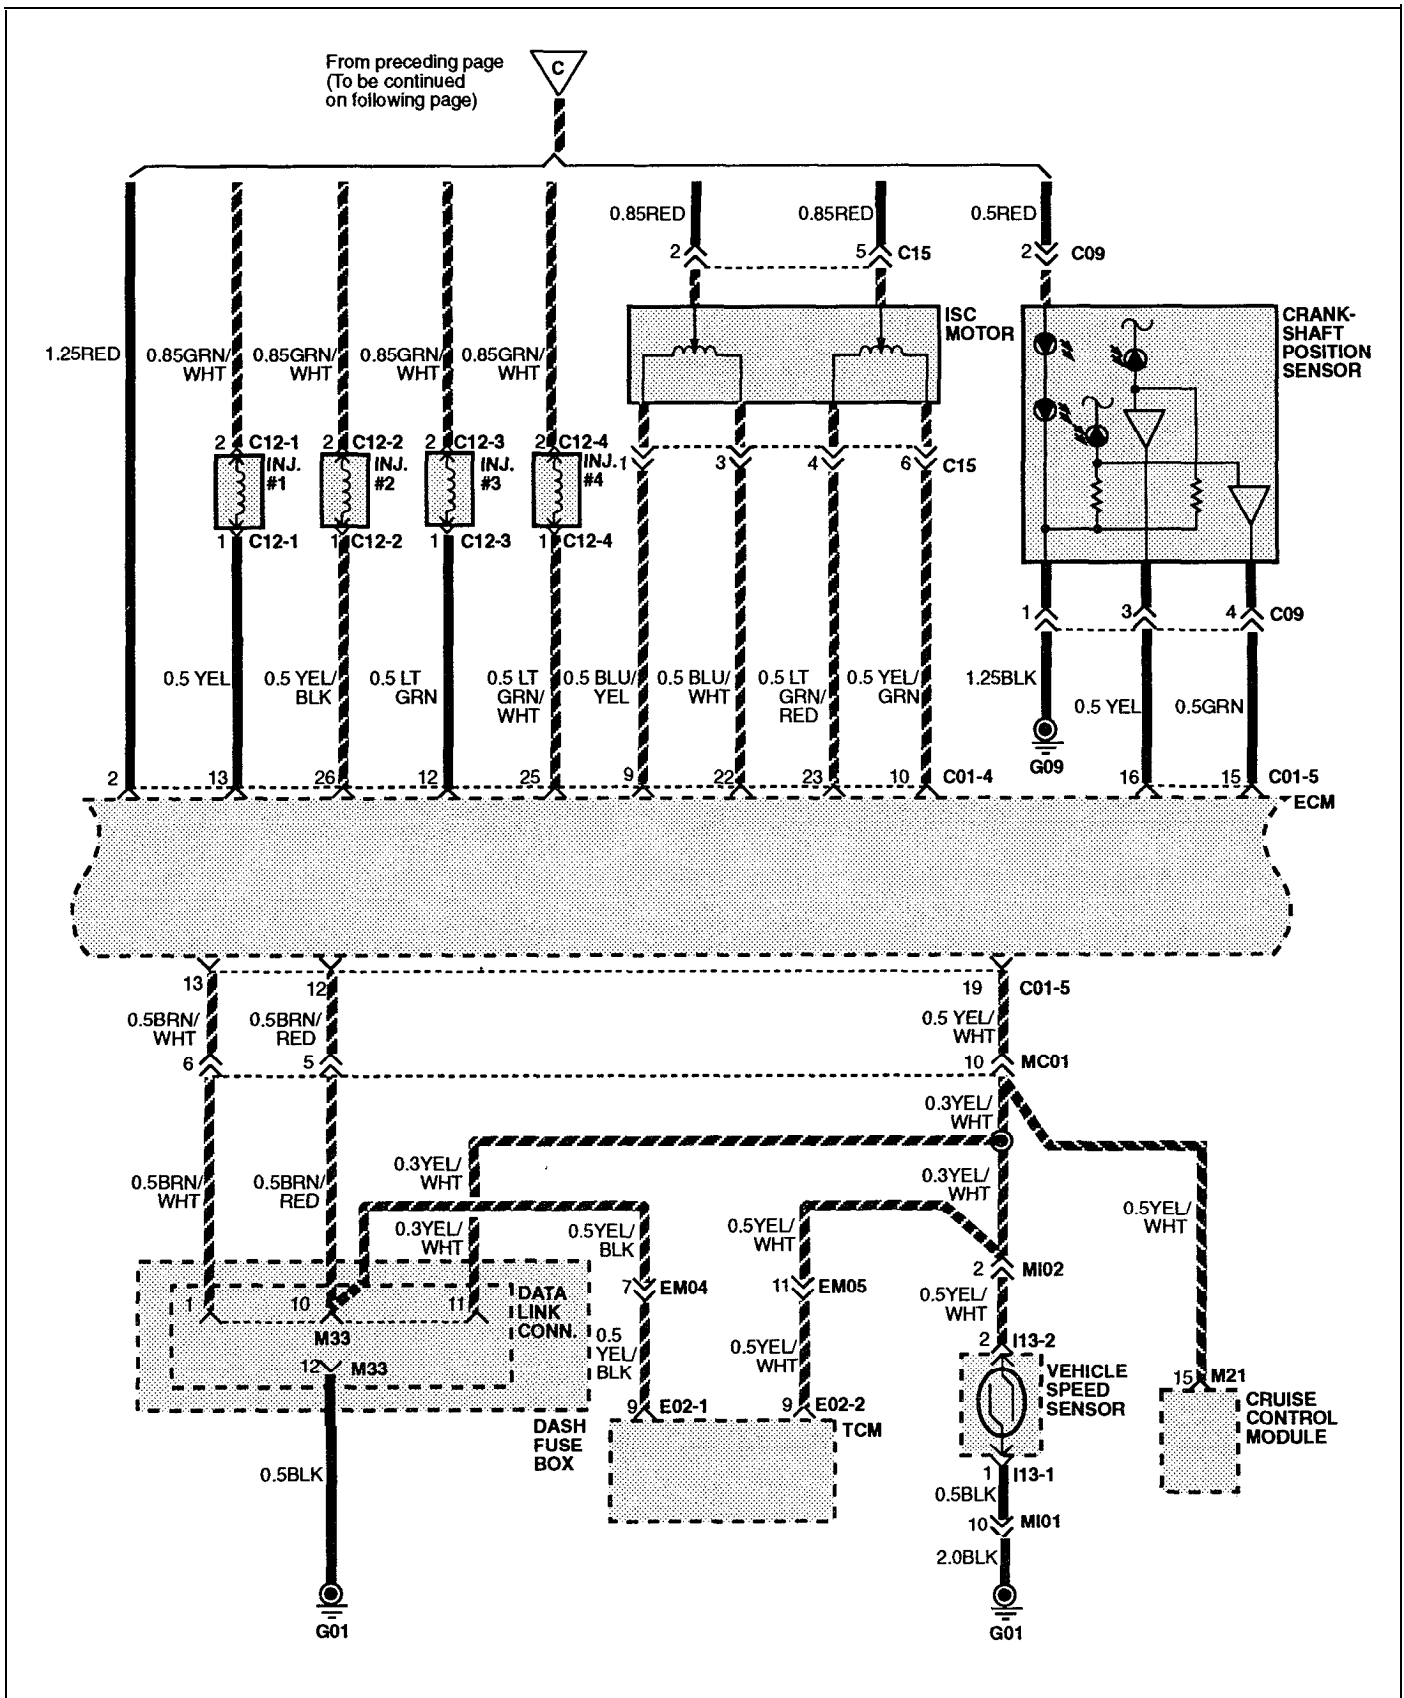 From preceding page
(To be continued
on following page)
C
0.85RED
0.85RED
0.5RED
2
5
C15
2
C09
ISC
MOTOR
CRANK-
SHAFT
POSITION
SENSOR
1.25RED
0.85GRN/
WHT
0.85GRN/
WHT
0.85GRN/
WHT
0.85GRN/
WHT
2
C12-1
2
C12-2
2
C12-3
2
C12-4
INJ.
#1
INJ.
#2
INJ.
#3
INJ.
#4
1
3
4
6
C15
1
C12-1
1
C12-2
1
C12-3
1
C12-4
1
3
4
C09
0.5 YEL
0.5 YEL/
BLK
0.5 LT
GRN
0.5 LT
GRN/
WHT
0.5 BLU/
YEL
0.5 BLU/
WHT
0.5 LT
GRN/
RED
0.5 YEL/
GRN
1.25BLK
0.5 YEL
0.5GRN
G09
2
13
26
12
25
9
22
23
10
C01-4
16
15
C01-5
ECM
13
12
19
C01-5
0.5BRN/
WHT
0.5BRN/
RED
0.5 YEL/
WHT
6
5
10
MC01
0.3YEL/
WHT
0.5BRN/
WHT
0.5BRN/
RED
0.3YEL/
WHT
0.3YEL/
WHT
0.3YEL/
WHT
0.5YEL/
BLK
0.5YEL/
WHT
0.5YEL/
WHT
2
MI02
7
EM04
11
EM05
1
10
11
DATA
LINK
CONN.
0.5YEL/
WHT
M33
12
M33
0.5
YEL/
BLK
0.5YEL/
WHT
2
I13-2
VEHICLE
SPEED
SENSOR
15
M21
9
E02-1
9
E02-2
TCM
CRUISE
CONTROL
MODULE
DASH
FUSE
BOX
0.5BLK
1
I13-1
0.5BLK
10
MI01
2.0BLK
G01
G01